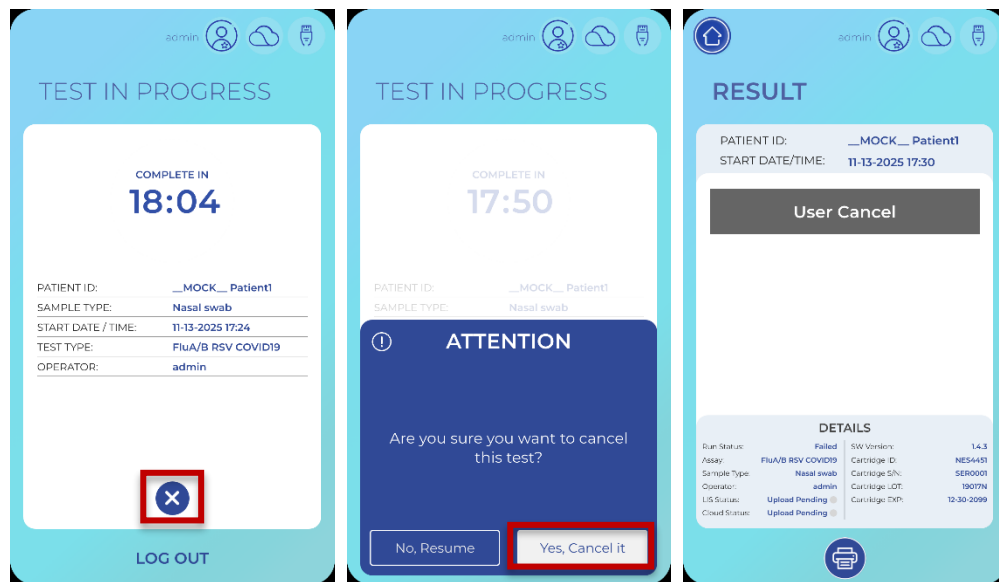 admin
TEST IN PROGRESS
COMPLETE IN
18:04
PATIENT ID: __MOCK__ Patient1
SAMPLE TYPE: Nasal swab
START DATE / TIME: 11-13-2025 17:24
TEST TYPE: FluA/B RSV COVID19
OPERATOR: admin
LOG OUT
admin
TEST IN PROGRESS
COMPLETE IN
17:50
PATIENT ID: __MOCK__ Patient1
SAMPLE TYPE: Nasal swab
ATTENTION
Are you sure you want to cancel
this test?
No, Resume
Yes, Cancel it
admin
RESULT
PATIENT ID: __MOCK__ Patient1
START DATE/TIME: 11-13-2025 17:30
User Cancel
DETAILS
Run Status: Failed
Assay: FluA/B RSV COVID19
Sample Type: Nasal swab
Operator: admin
LIS Status: Upload Pending
Cloud Status: Upload Pending
SW Version: 1.4.3
Cartridge ID: NES4451
Cartridge S/N: SER0001
Cartridge LOT: 19017N
Cartridge EXP: 12-30-2099